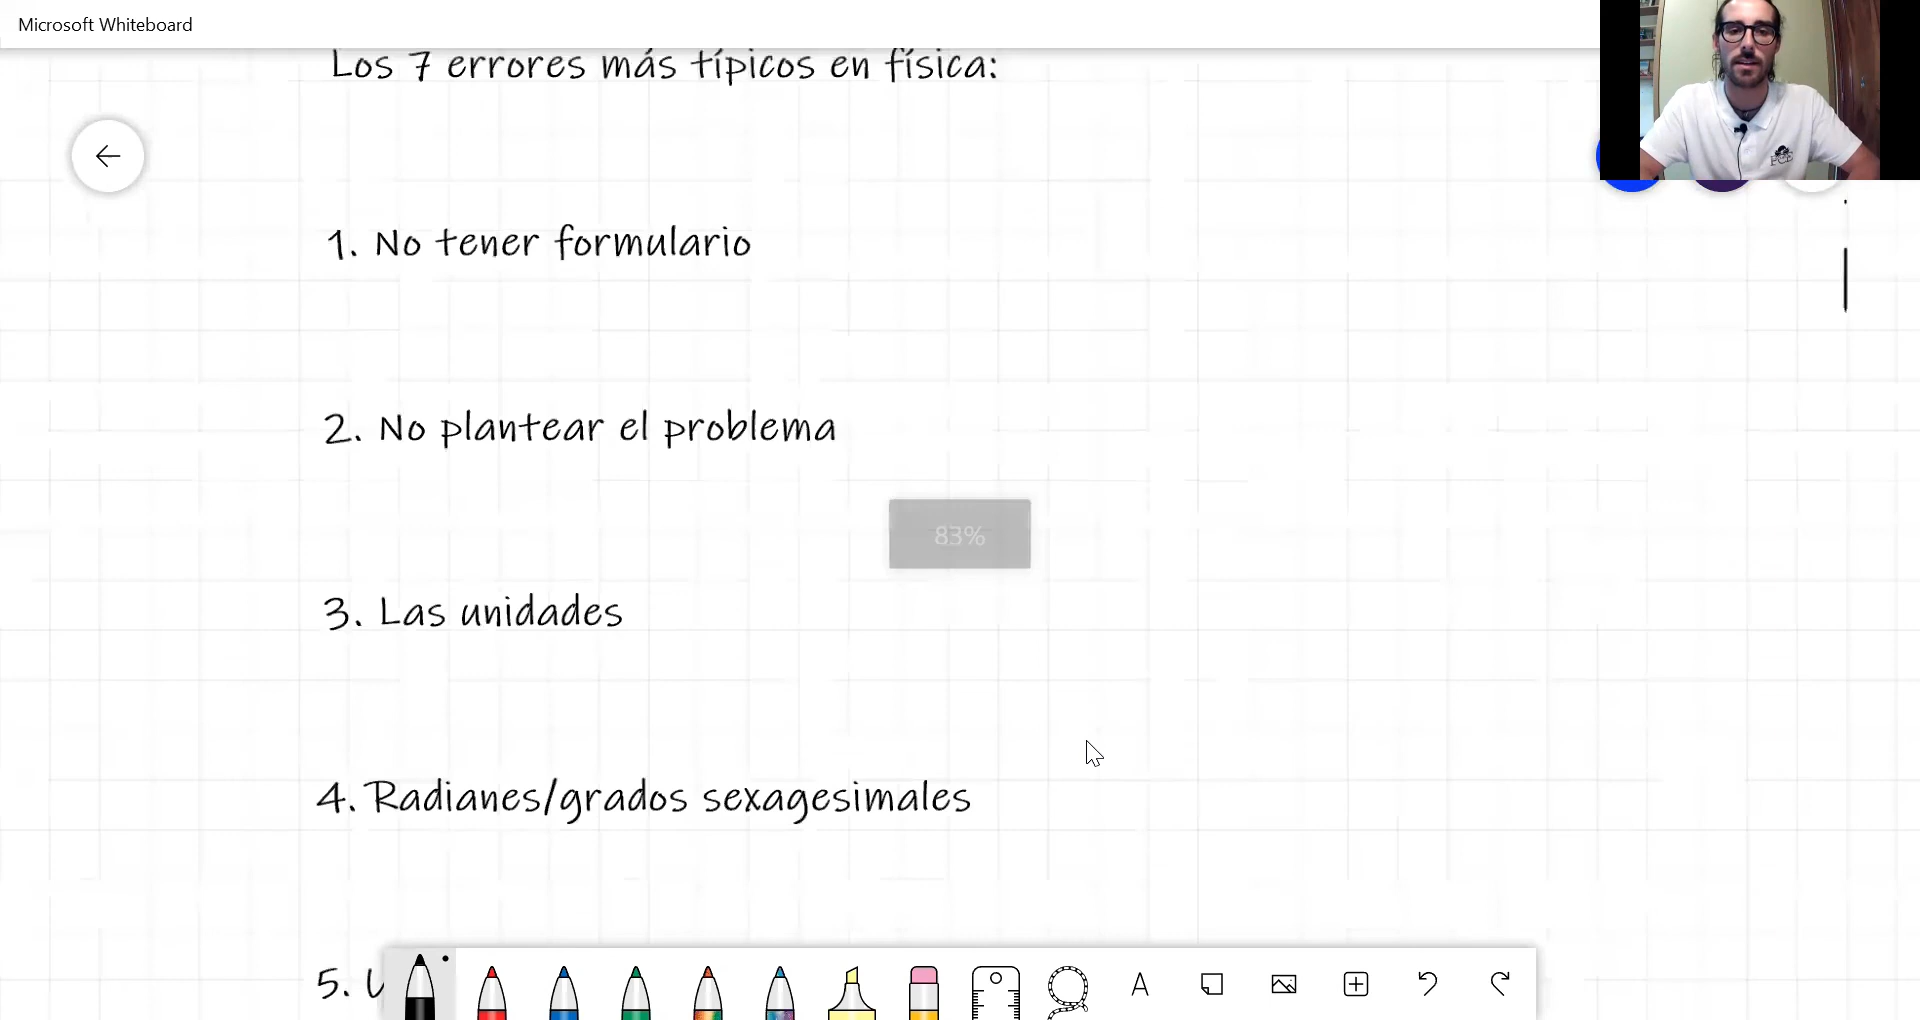 Microsoft Whiteboard
Los 7 errores más típicos en física:
1. No tener formulario
2. No plantear el problema
83%
3. Las unidades
4. Radianes/grados sexagesimales
5.